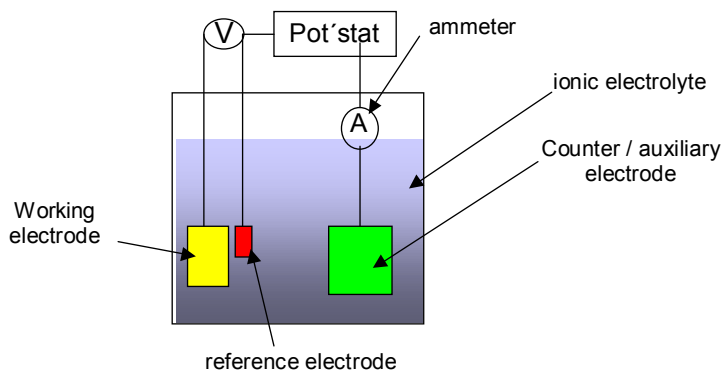 V
Pot´stat
ammeter
ionic electrolyte
A
Counter / auxiliary
electrode
Working
electrode
reference electrode